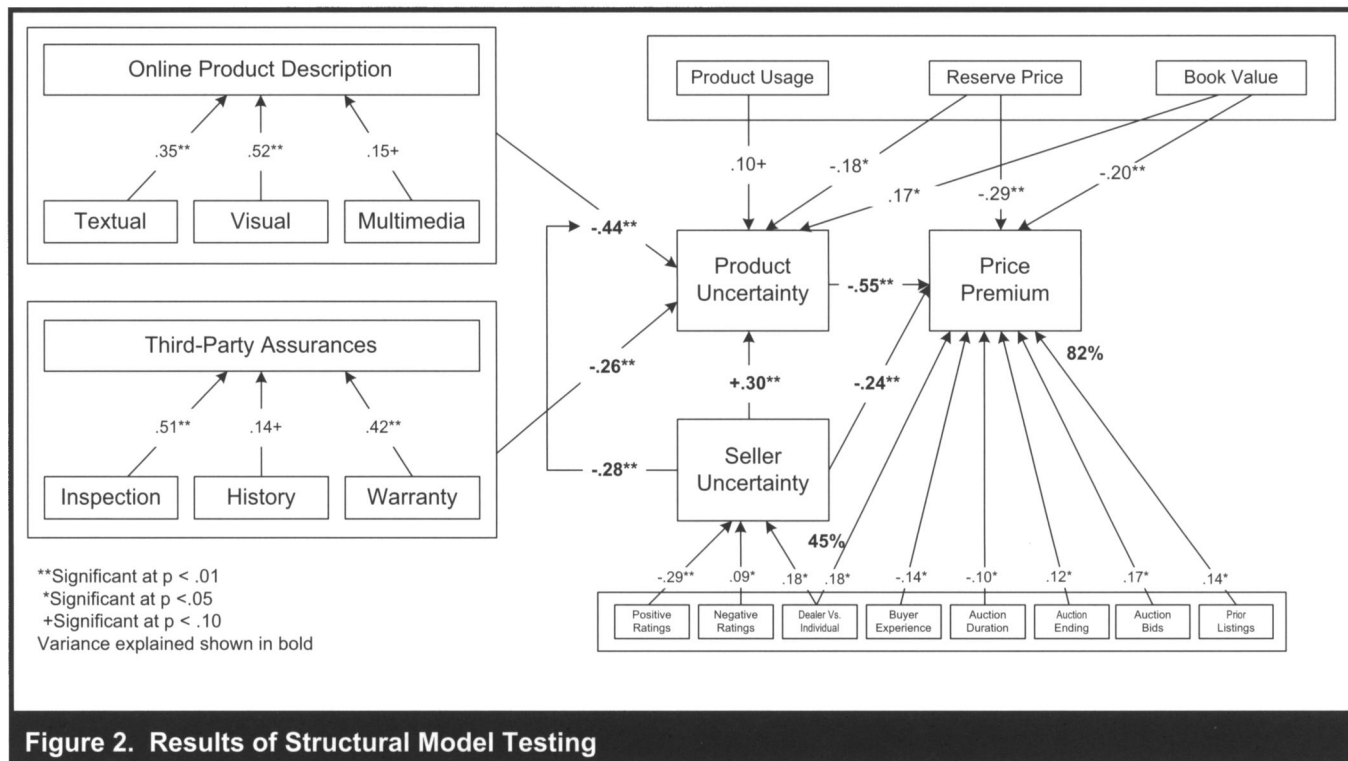 Online Product Description
.35**
.52**
.15+
Textual
Visual
Multimedia
Third-Party Assurances
.51**
.14+
.42**
Inspection
History
Warranty
**Significant at p < .01
*Significant at p <.05
+Significant at p < .10
Variance explained shown in bold
Product Usage
Reserve Price
Book Value
.10+
-.18*
.17*
-.29**
-.20**
-.44**
Product
Uncertainty
-.55**
Price
Premium
-.26**
+.30**
-.24**
82%
-.28**
Seller
Uncertainty
45%
-.29**
.09*
.18*
.18*
-.14*
-.10*
.12*
.17*
.14*
Positive
Ratings
Negative
Ratings
Dealer Vs.
Individual
Buyer
Experience
Auction
Duration
Auction
Ending
Auction
Bids
Prior
Listings
Figure 2. Results of Structural Model Testing